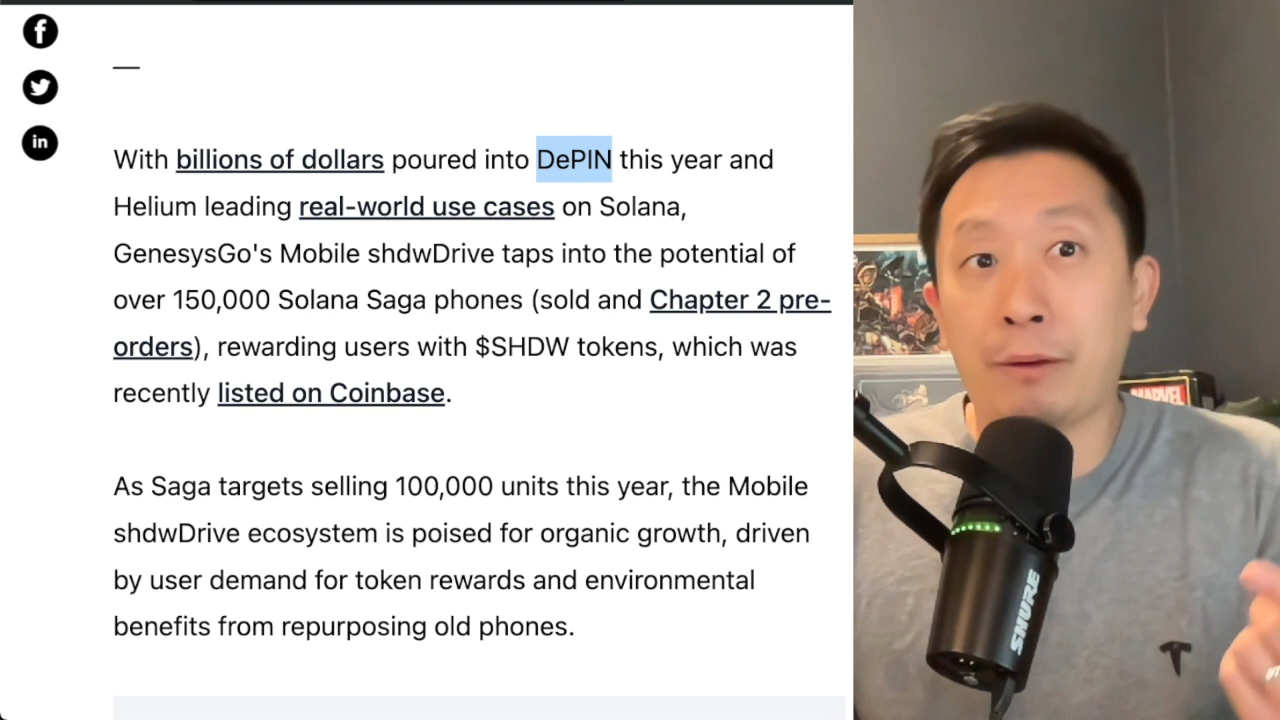 f
in
—
With billions of dollars poured into DePIN this year and
Helium leading real-world use cases on Solana,
GenesysGo's Mobile shdwDrive taps into the potential of
over 150,000 Solana Saga phones (sold and Chapter 2 pre-
orders), rewarding users with $SHDW tokens, which was
recently listed on Coinbase.
As Saga targets selling 100,000 units this year, the Mobile
shdwDrive ecosystem is poised for organic growth, driven
by user demand for token rewards and environmental
benefits from repurposing old phones.
MARVEL
SHURE